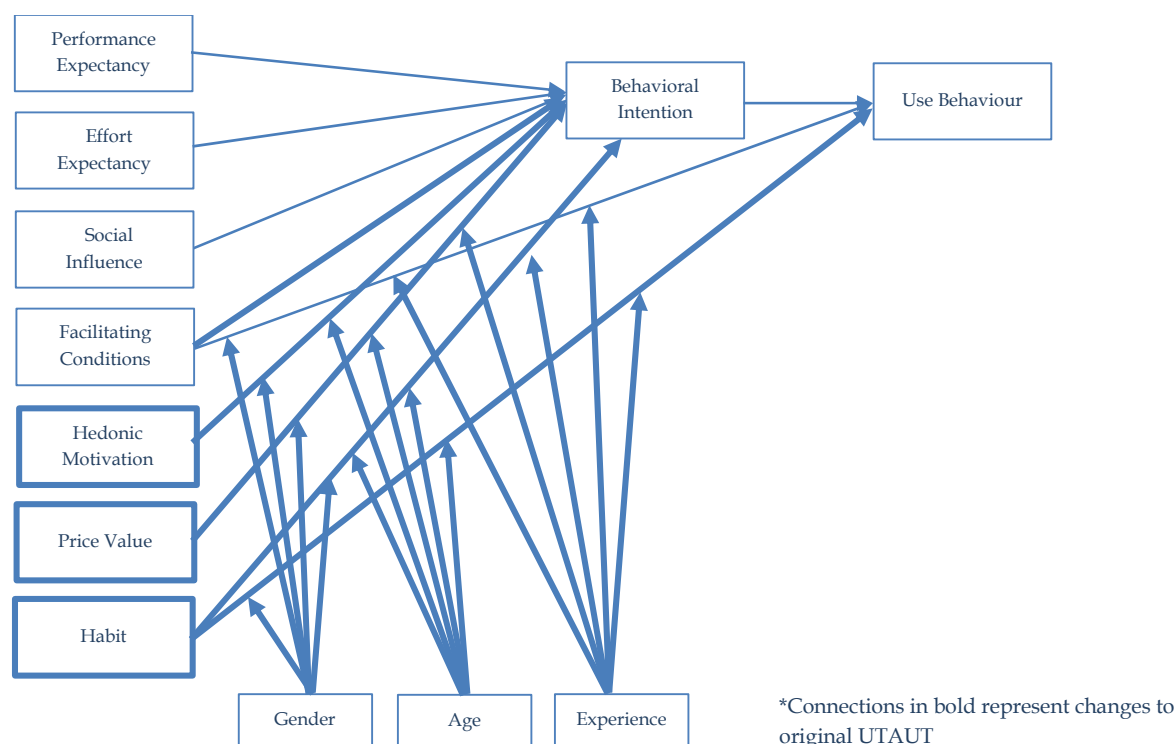 Performance
Expectancy
Behavioral
Intention
Use Behaviour
Effort
Expectancy
Social
Influence
Facilitating
Conditions
Hedonic
Motivation
Price Value
Habit
Gender
Age
Experience
*Connections in bold represent changes to
original UTAUT